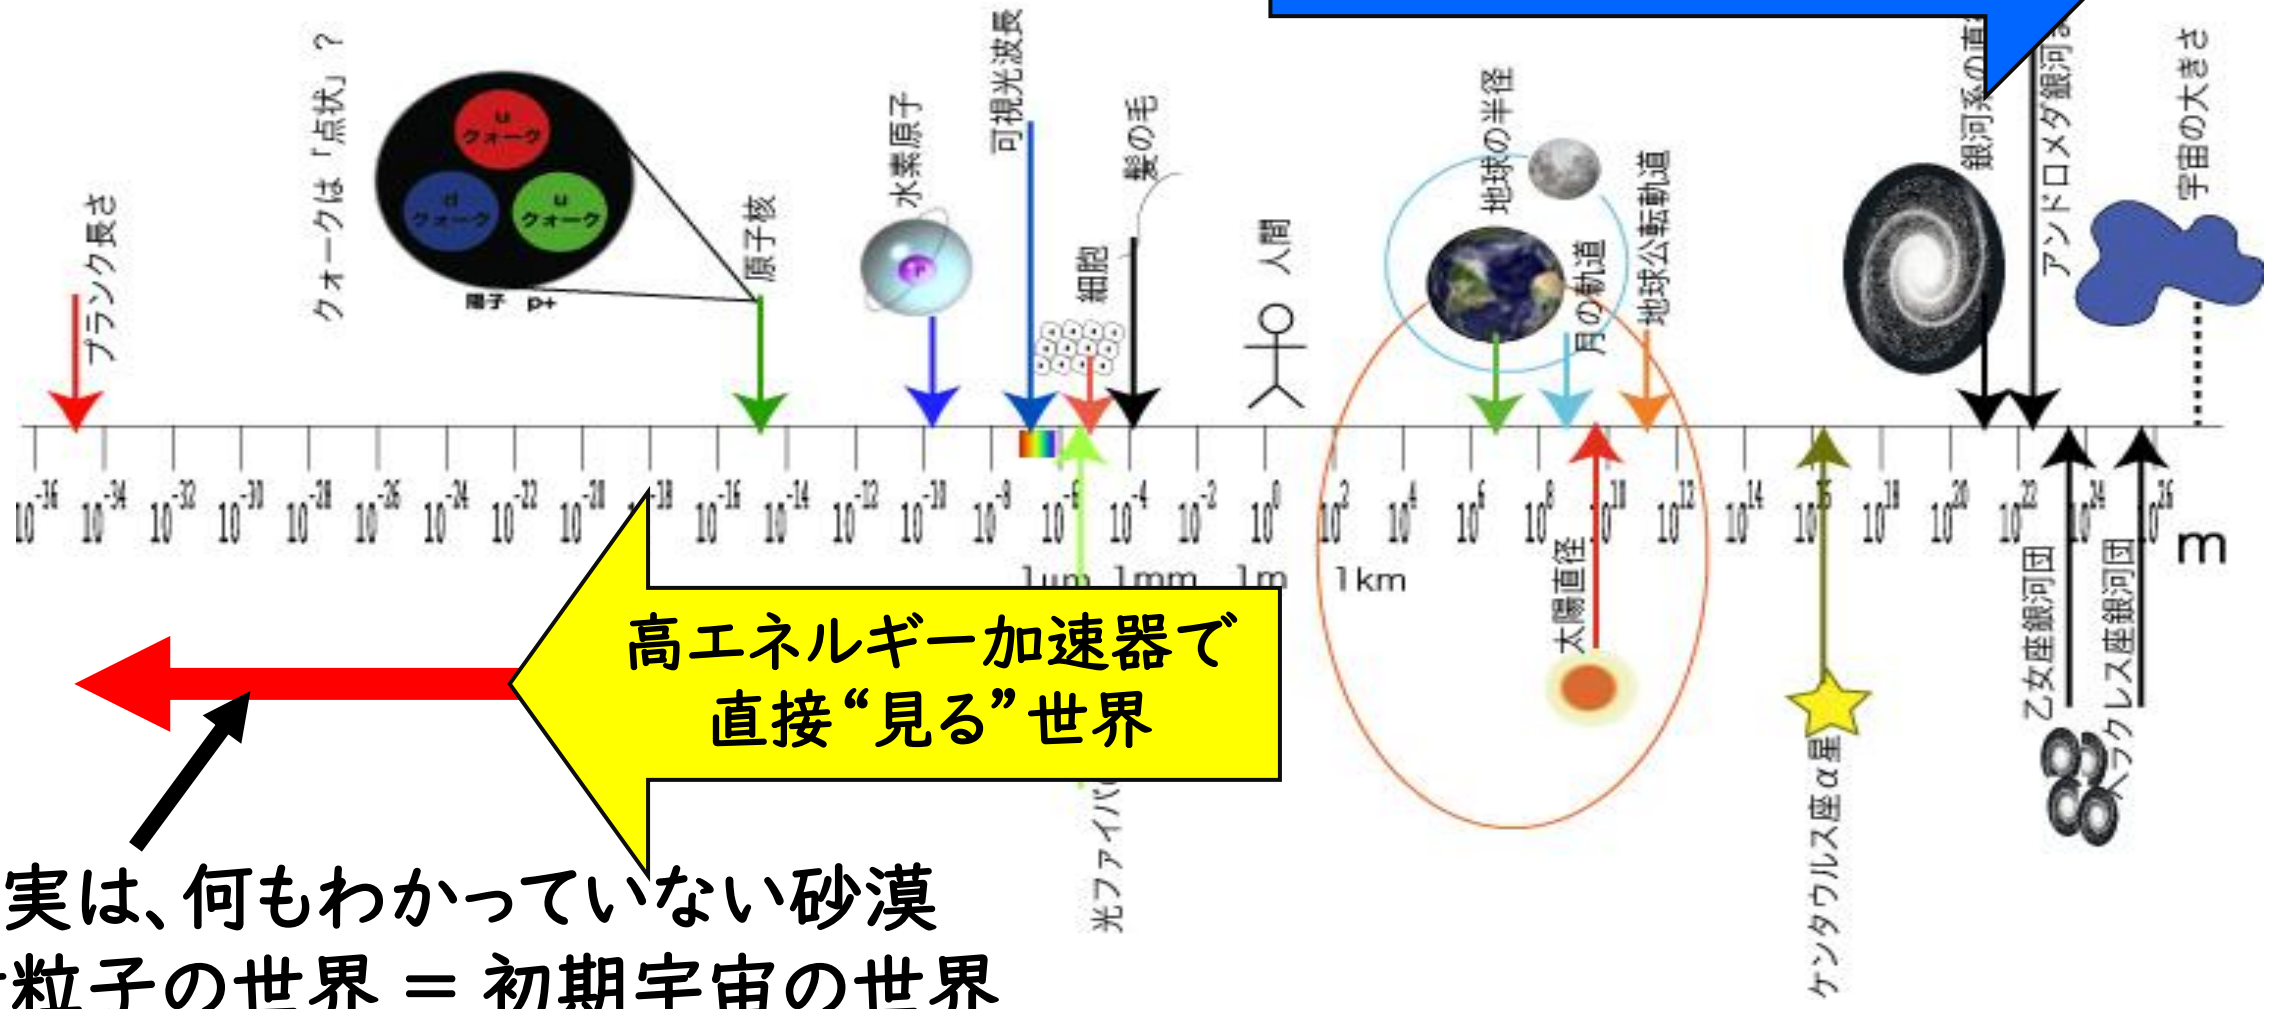 プランク長さ
クォークは「点状」？
u
クォーク
d
クォーク
u
クォーク
陽子 p+
原子核
水素原子
可視光波長
細胞
髪の毛
人間
地球の半径
月の軌道
地球公転軌道
銀河系の直
アンドロメダ銀河ま
宇宙の大きさ
10^-36 10^-34 10^-32 10^-30 10^-28 10^-26 10^-24 10^-22 10^-20 10^-18 10^-16 10^-14 10^-12 10^-10 10^-8 10^-6 10^-4 10^-2 10^0 10^2 10^4 10^6 10^8 10^10 10^12 10^14 10^16 10^18 10^20 10^22 10^24 10^26
m
1μm 1mm 1m 1km
高エネルギー加速器で
直接“見る”世界
太陽直径
光ファイバ
ケンタウルス座α星
乙女座銀河団
ヘラクレス座銀河団
実は、何もわかっていない砂漠
粒子の世界 = 初期宇宙の世界